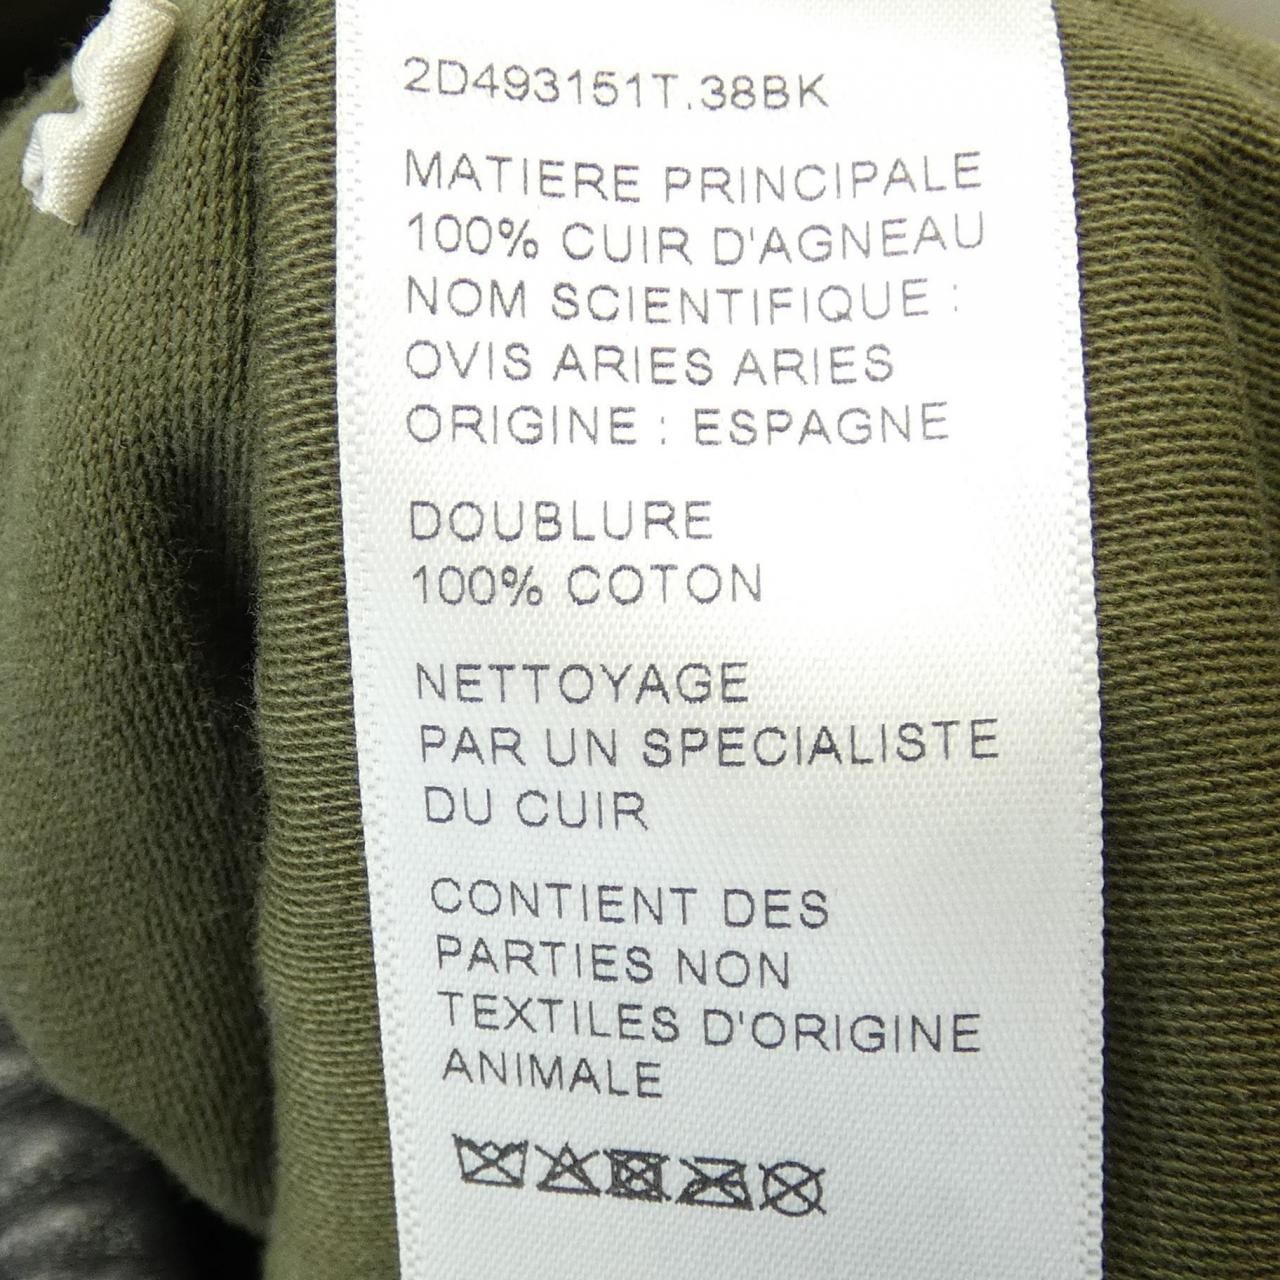 2D493151T.38BK
MATIERE PRINCIPALE
100% CUIR D'AGNEAU
NOM SCIENTIFIQUE :
OVIS ARIES ARIES
ORIGINE : ESPAGNE
DOUBLURE
100% COTON
NETTOYAGE
PAR UN SPECIALISTE
DU CUIR
CONTIENT DES
PARTIES NON
TEXTILES D'ORIGINE
ANIMALE